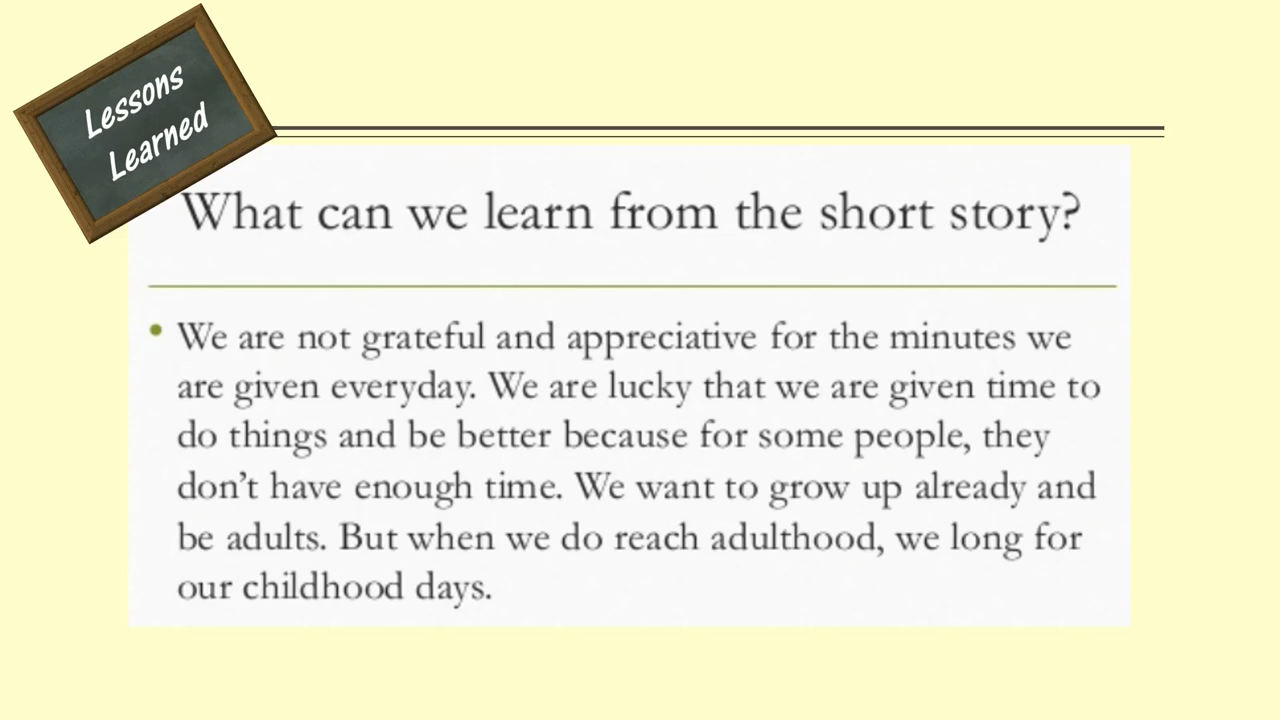 Lessons
Learned
What can we learn from the short story?
• We are not grateful and appreciative for the minutes we
are given everyday. We are lucky that we are given time to
do things and be better because for some people, they
don’t have enough time. We want to grow up already and
be adults. But when we do reach adulthood, we long for
our childhood days.